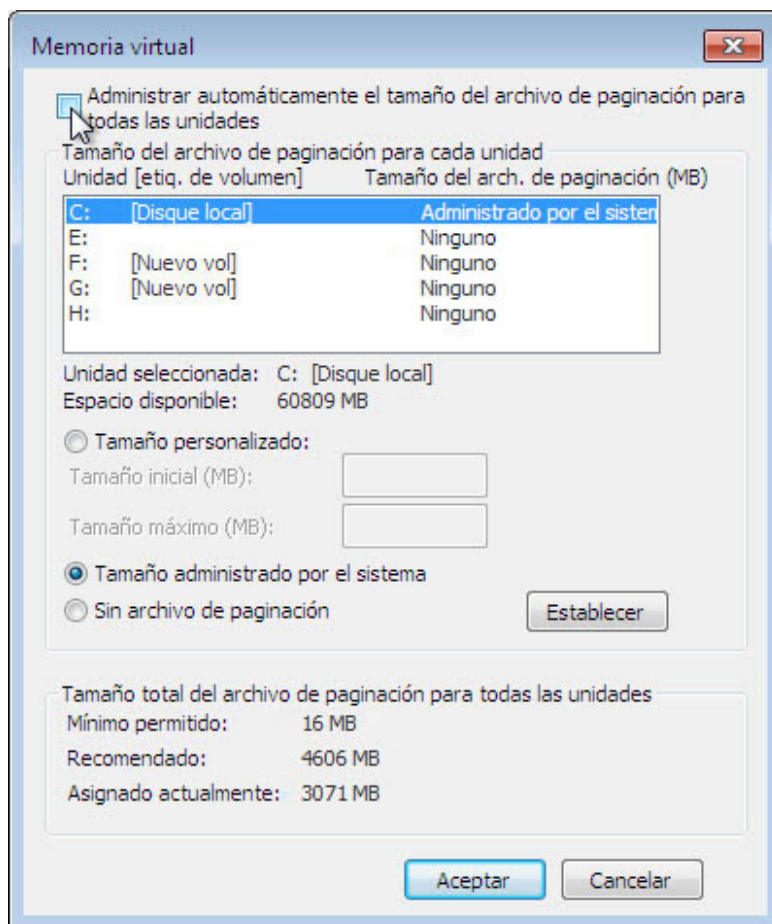 Memoria virtual
Administrar automáticamente el tamaño del archivo de paginación para
todas las unidades
Tamaño del archivo de paginación para cada unidad
Unidad [etiq. de volumen] Tamaño del arch. de paginación (MB)
C: [Disque local] Administrado por el sisten
E: Ninguno
F: [Nuevo vol] Ninguno
G: [Nuevo vol] Ninguno
H: Ninguno
Unidad seleccionada: C: [Disque local]
Espacio disponible: 60809 MB
Tamaño personalizado:
Tamaño inicial (MB):
Tamaño máximo (MB):
Tamaño administrado por el sistema
Sin archivo de paginación
Establecer
Tamaño total del archivo de paginación para todas las unidades
Mínimo permitido: 16 MB
Recomendado: 4606 MB
Asignado actualmente: 3071 MB
Aceptar Cancelar